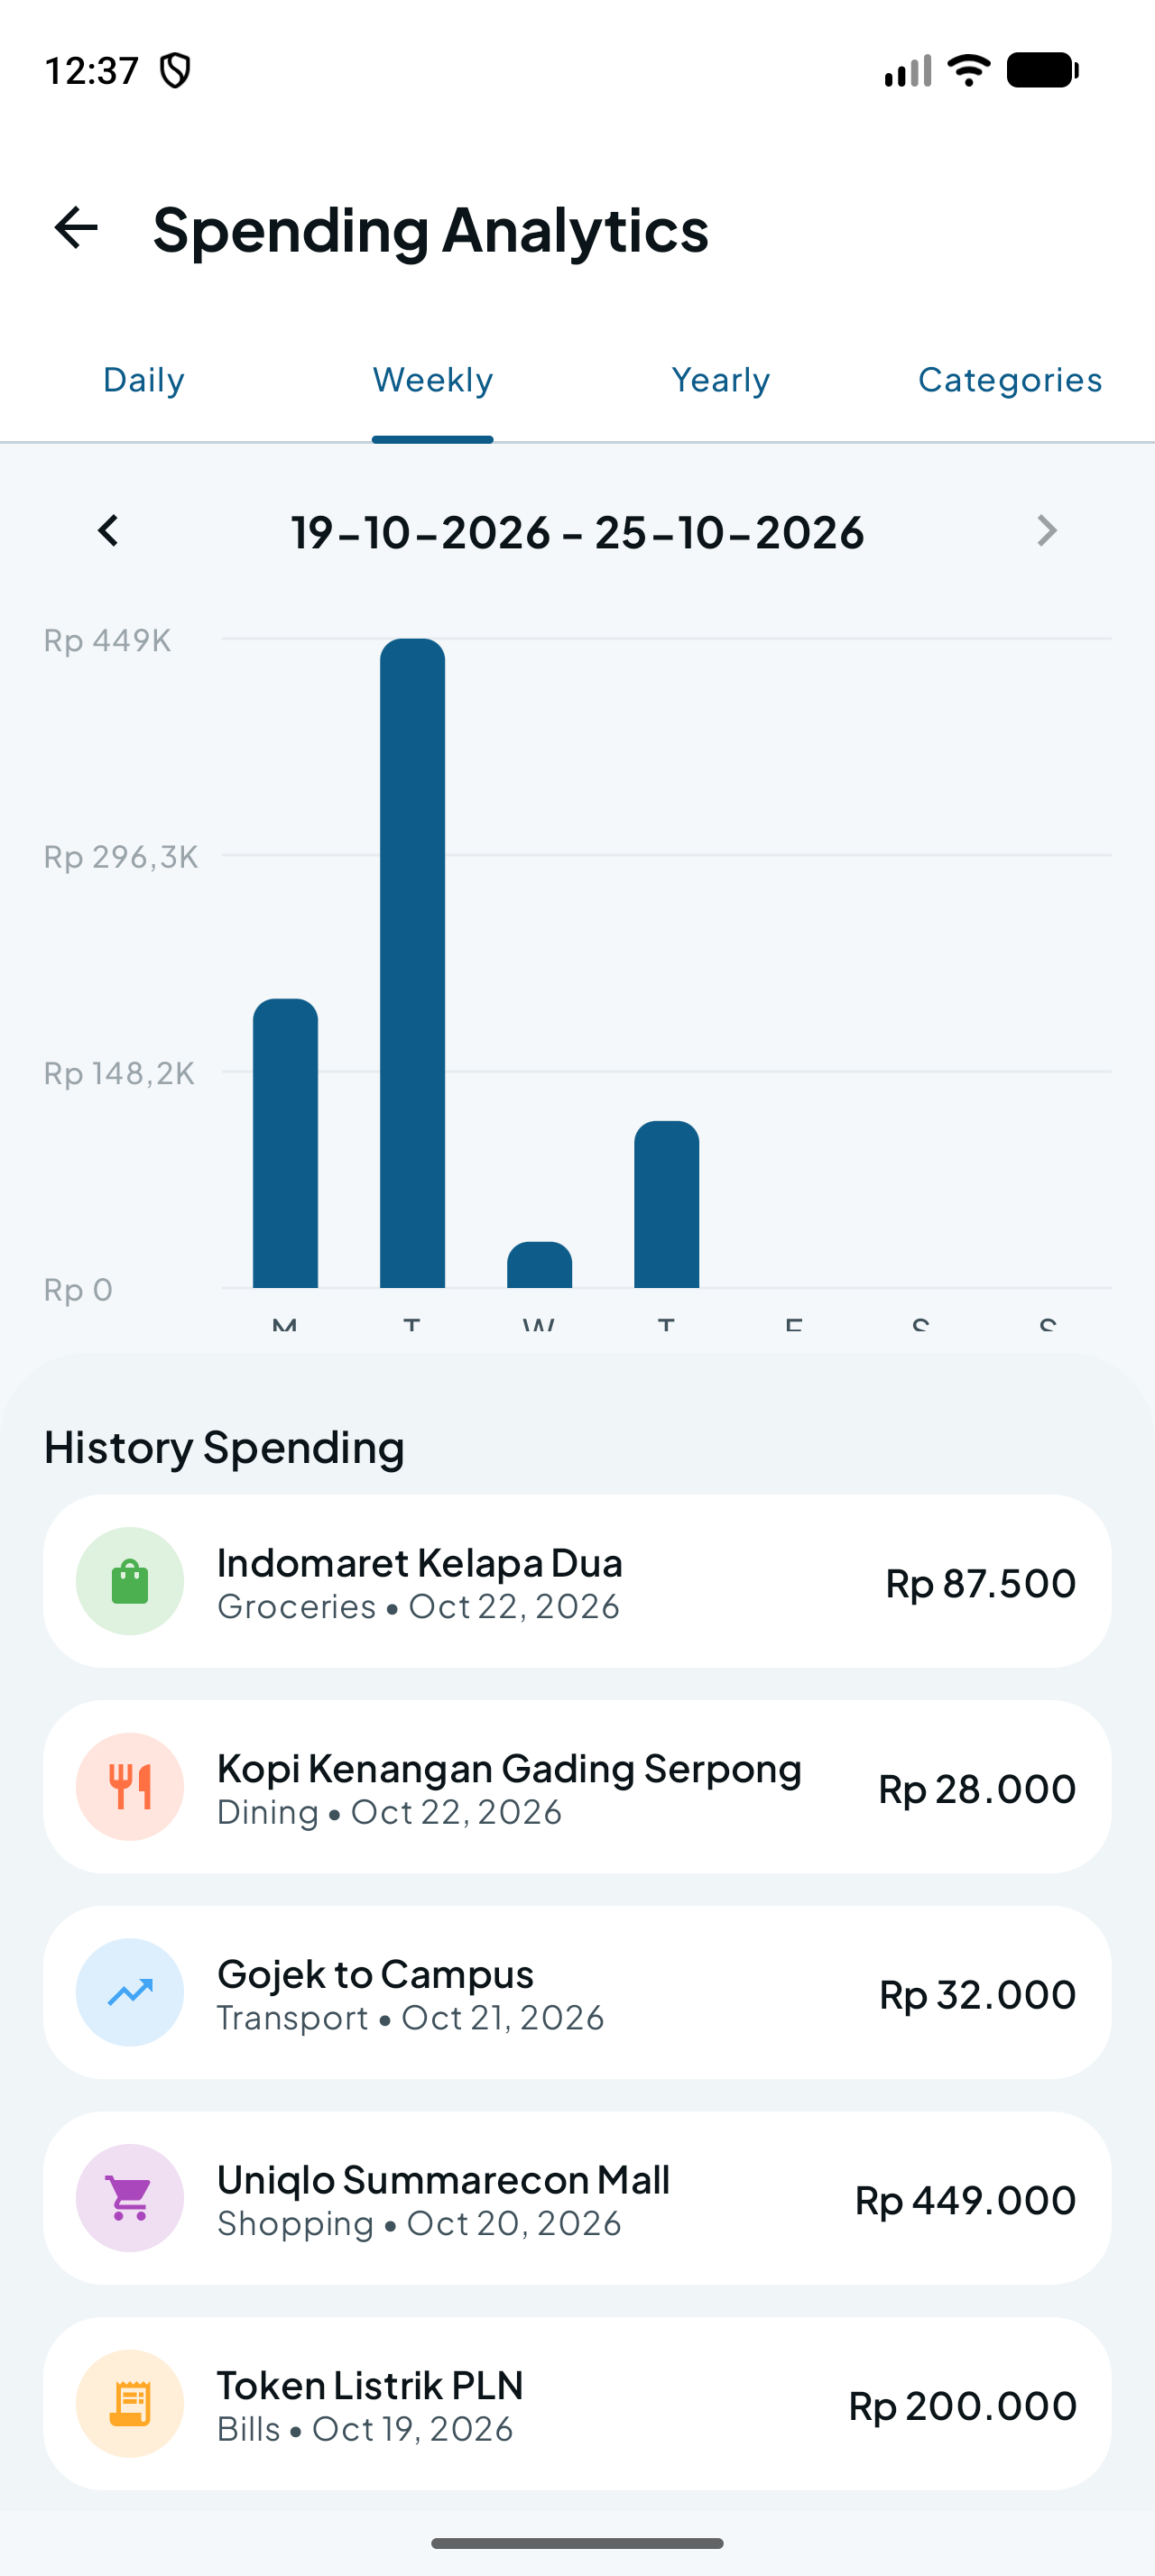 12:37
Spending Analytics
Daily Weekly Yearly Categories
19-10-2026 - 25-10-2026
Rp 449K
Rp 296,3K
Rp 148,2K
Rp 0
M T W T F S S
History Spending
Indomaret Kelapa Dua
Groceries • Oct 22, 2026
Rp 87.500
Kopi Kenangan Gading Serpong
Dining • Oct 22, 2026
Rp 28.000
Gojek to Campus
Transport • Oct 21, 2026
Rp 32.000
Uniqlo Summarecon Mall
Shopping • Oct 20, 2026
Rp 449.000
Token Listrik PLN
Bills • Oct 19, 2026
Rp 200.000